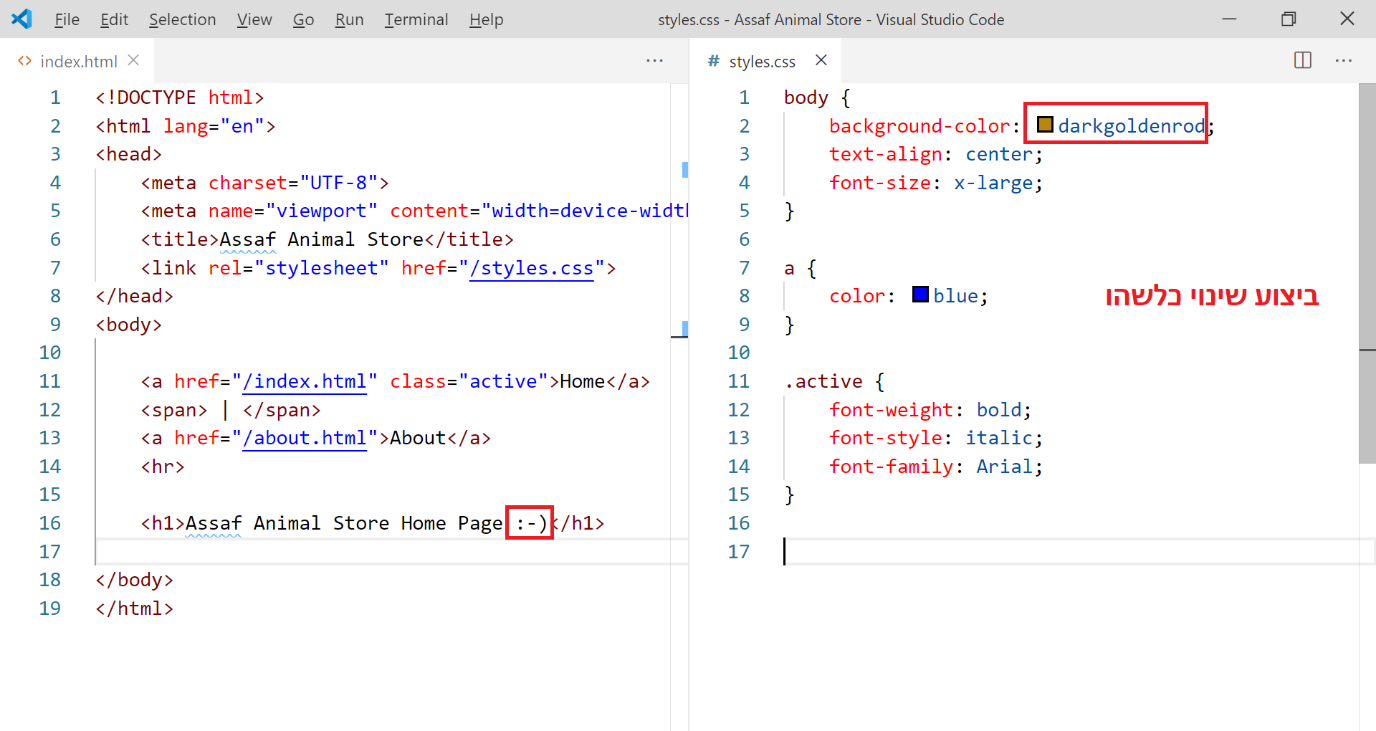 File Edit Selection View Go Run Terminal Help styles.css - Assaf Animal Store - Visual Studio Code
<> index.html
1 <!DOCTYPE html>
2 <html lang="en">
3 <head>
4 <meta charset="UTF-8">
5 <meta name="viewport" content="width=device-width
6 <title>Assaf Animal Store</title>
7 <link rel="stylesheet" href="/styles.css">
8 </head>
9 <body>
10
11 <a href="/index.html" class="active">Home</a>
12 <span> | </span>
13 <a href="/about.html">About</a>
14 <hr>
15
16 <h1>Assaf Animal Store Home Page :-)</h1>
17
18 </body>
19 </html>
# styles.css
1 body {
2 background-color: darkgoldenrod;
3 text-align: center;
4 font-size: x-large;
5 }
6
7 a {
8 color: blue;
9 }
10
11 .active {
12 font-weight: bold;
13 font-style: italic;
14 font-family: Arial;
15 }
16
17
ביצוע שינוי כלשהו